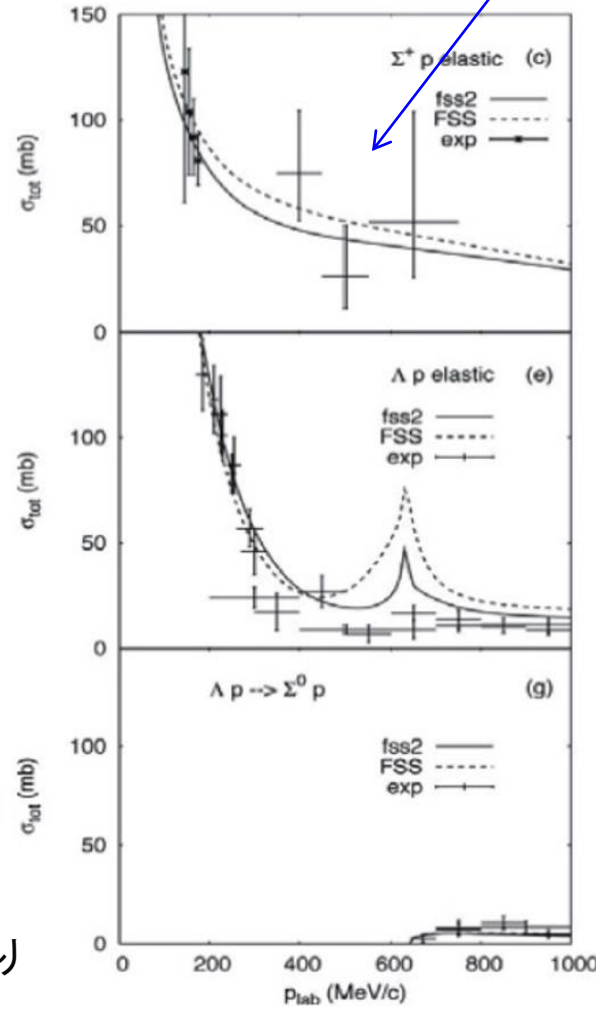 150
Σ⁺ p elastic (c)
fss2
FSS
exp
100
σtot (mb)
50
0
Λ p elastic (e)
fss2
FSS
exp
100
σtot (mb)
50
0
Λ p --> Σ⁰ p (g)
fss2
FSS
exp
100
σtot (mb)
50
0
0 200 400 600 800 1000
plab (MeV/c)